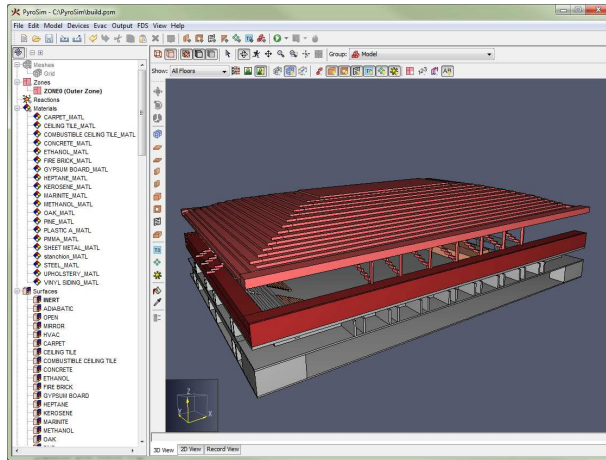 PyroSim - C:\PyroSim\build.psm
File Edit Model Devices Evac Output FDS View Help
Group: Model
Show: All Floors
Meshes
Grid
Zones
ZONE0 (Outer Zone)
Reactions
Materials
CARPET_MATL
CEILING TILE_MATL
COMBUSTIBLE CEILING TILE_MATL
CONCRETE_MATL
ETHANOL_MATL
FIRE BRICK_MATL
GYPSUM BOARD_MATL
HEPTANE_MATL
KEROSENE_MATL
MARINITE_MATL
METHANOL_MATL
OAK_MATL
PINE_MATL
PLASTIC A_MATL
PMMA_MATL
SHEET METAL_MATL
stanchion_MATL
STEEL_MATL
UPHOLSTERY_MATL
VINYL SIDING_MATL
Surfaces
INERT
ADIABATIC
OPEN
MIRROR
HVAC
CARPET
CEILING TILE
COMBUSTIBLE CEILING TILE
CONCRETE
ETHANOL
FIRE BRICK
GYPSUM BOARD
HEPTANE
KEROSENE
MARINITE
METHANOL
OAK
Z
Y
X
3D View 2D View Record View